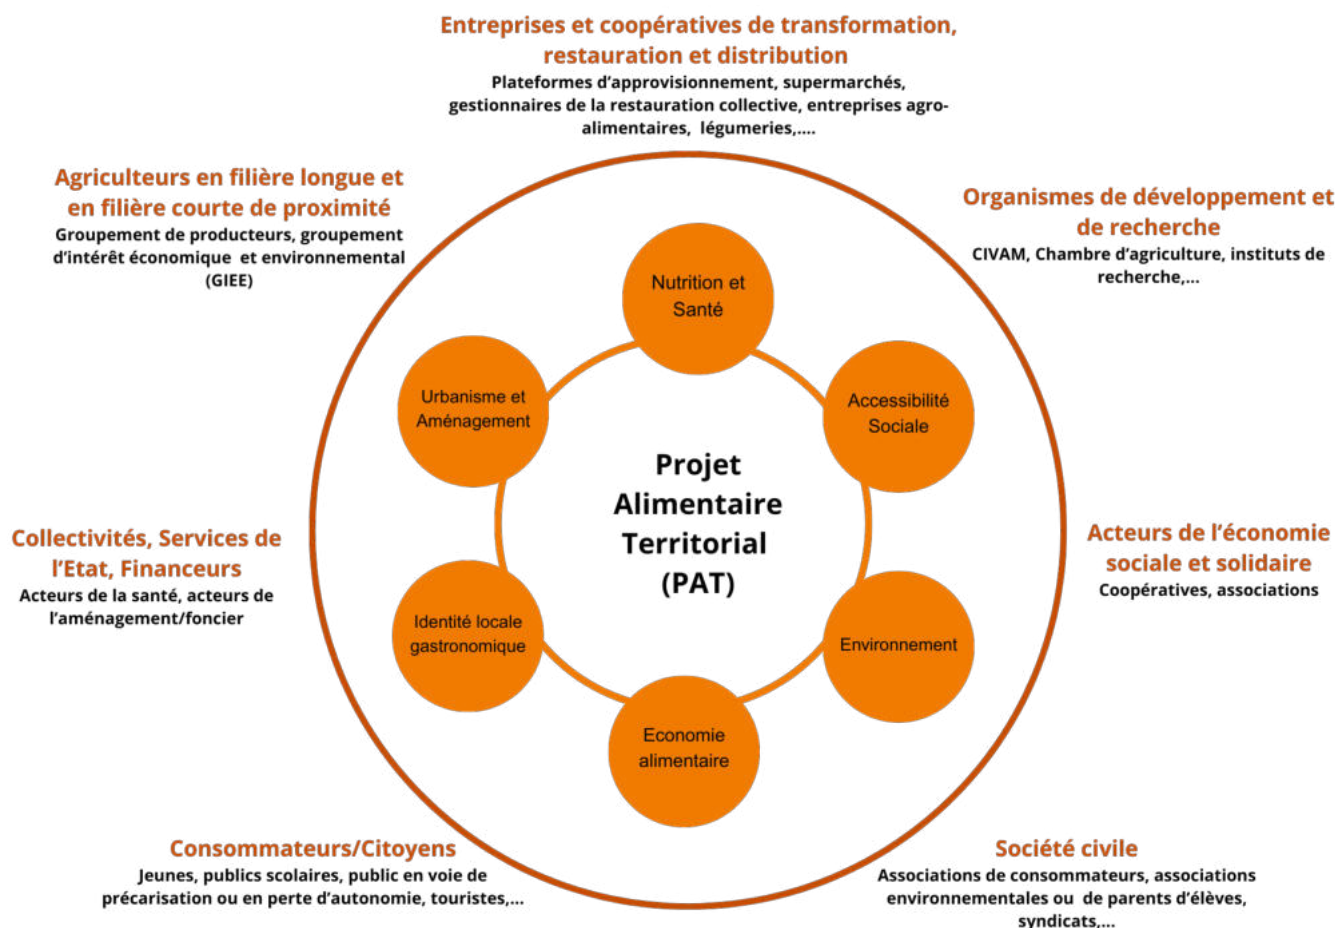 Entreprises et coopératives de transformation,
restauration et distribution
Plateformes d'approvisionnement, supermarchés,
gestionnaires de la restauration collective, entreprises agro-
alimentaires, légumeries,....
Agriculteurs en filière longue et
en filière courte de proximité
Groupement de producteurs, groupement
d'intérêt économique et environnemental
(GIEE)
Organismes de développement et
de recherche
CIVAM, Chambre d'agriculture, instituts de
recherche,...
Nutrition et
Santé
Urbanisme et
Aménagement
Accessibilité
Sociale
Projet
Alimentaire
Territorial
(PAT)
Collectivités, Services de
l'Etat, Financeurs
Acteurs de la santé, acteurs de
l'aménagement/foncier
Acteurs de l'économie
sociale et solidaire
Coopératives, associations
Identité locale
gastronomique
Environnement
Economie
alimentaire
Consommateurs/Citoyens
Jeunes, publics scolaires, public en voie de
précarisation ou en perte d'autonomie, touristes,...
Société civile
Associations de consommateurs, associations
environnementales ou de parents d'élèves,
syndicats,...